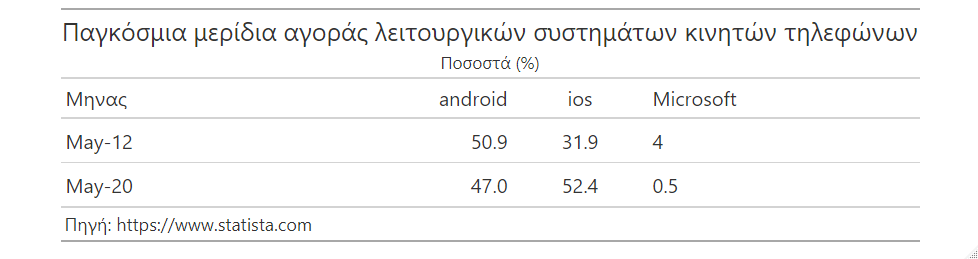 Παγκόσμια μερίδια αγοράς λειτουργικών συστημάτων κινητών τηλεφώνων
Ποσοστά (%)
Μηνας android ios Microsoft
May-12 50.9 31.9 4
May-20 47.0 52.4 0.5
Πηγή: https://www.statista.com